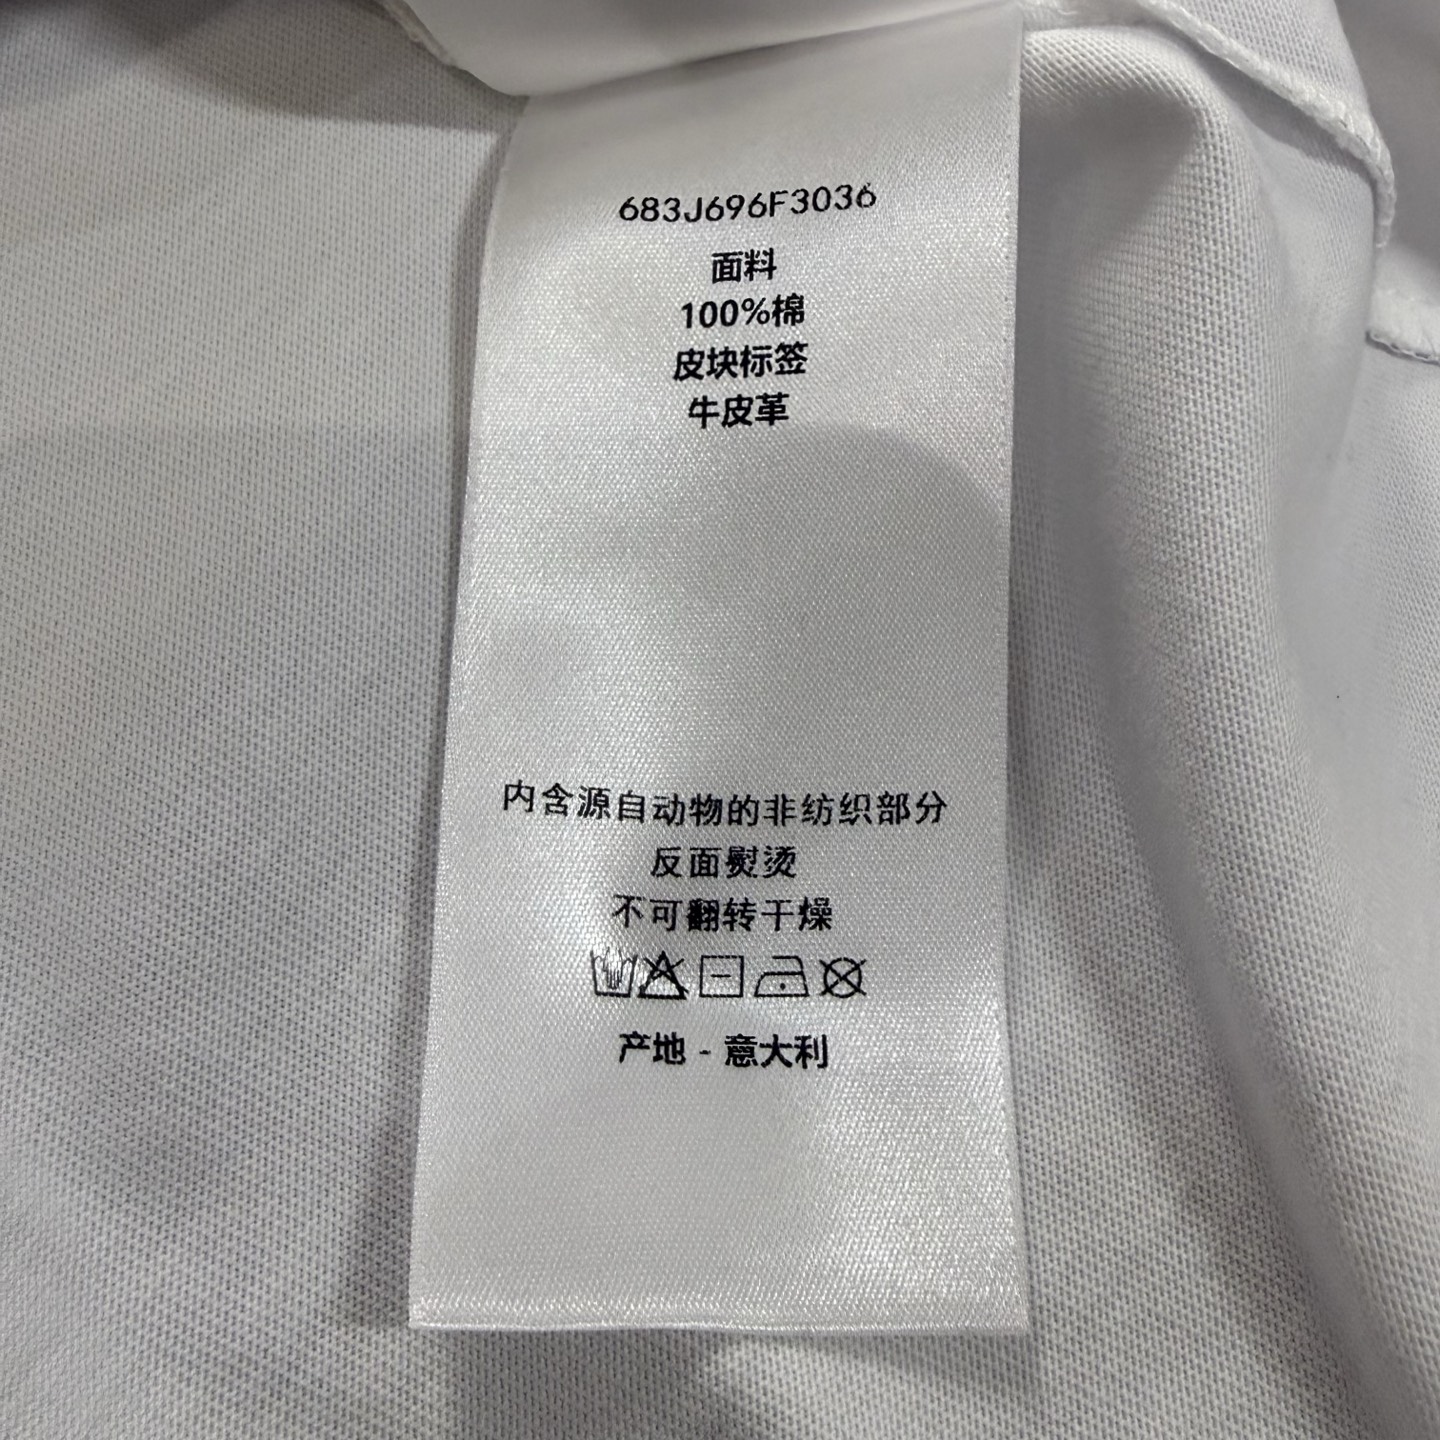 683J696F3036
面料
100%棉
皮块标签
牛皮革
内含源自动物的非纺织部分
反面熨烫
不可翻转干燥
产地 - 意大利